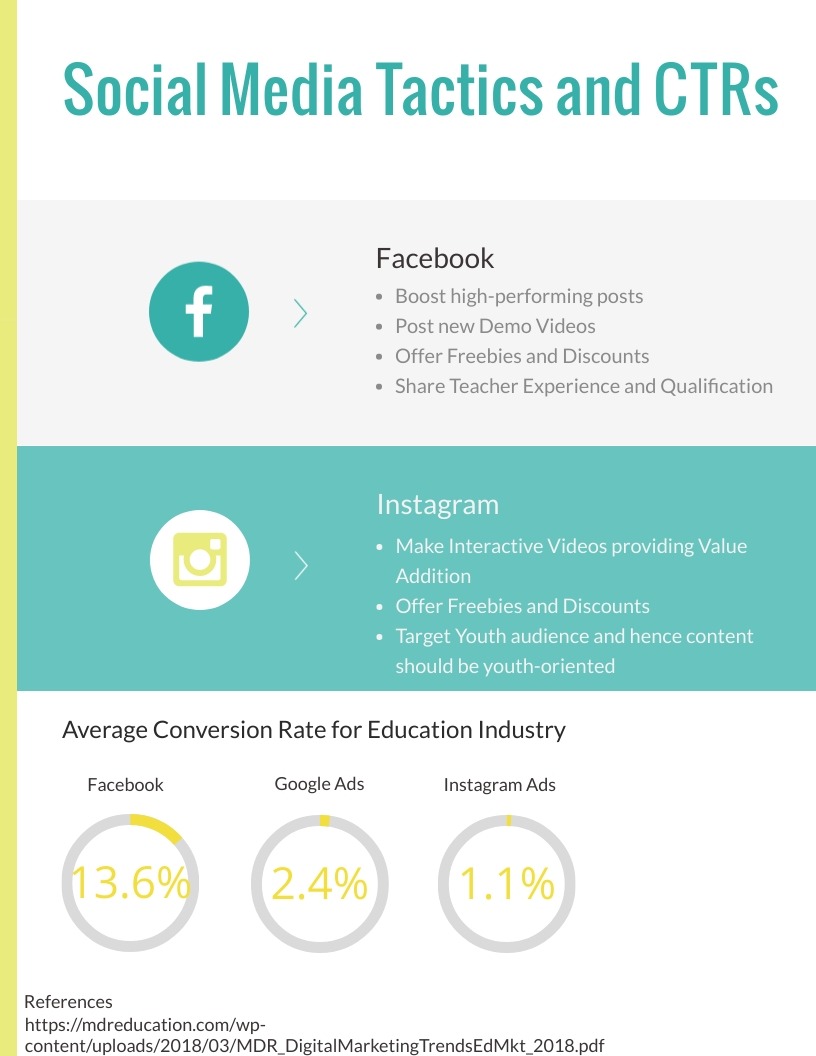 Social Media Tactics and CTRs
Facebook
• Boost high-performing posts
• Post new Demo Videos
• Offer Freebies and Discounts
• Share Teacher Experience and Qualification
Instagram
• Make Interactive Videos providing Value
Addition
• Offer Freebies and Discounts
• Target Youth audience and hence content
should be youth-oriented
Average Conversion Rate for Education Industry
Facebook
Google Ads
Instagram Ads
13.6%
2.4%
1.1%
References
https://mdreducation.com/wp-
content/uploads/2018/03/MDR_DigitalMarketingTrendsEdMkt_2018.pdf